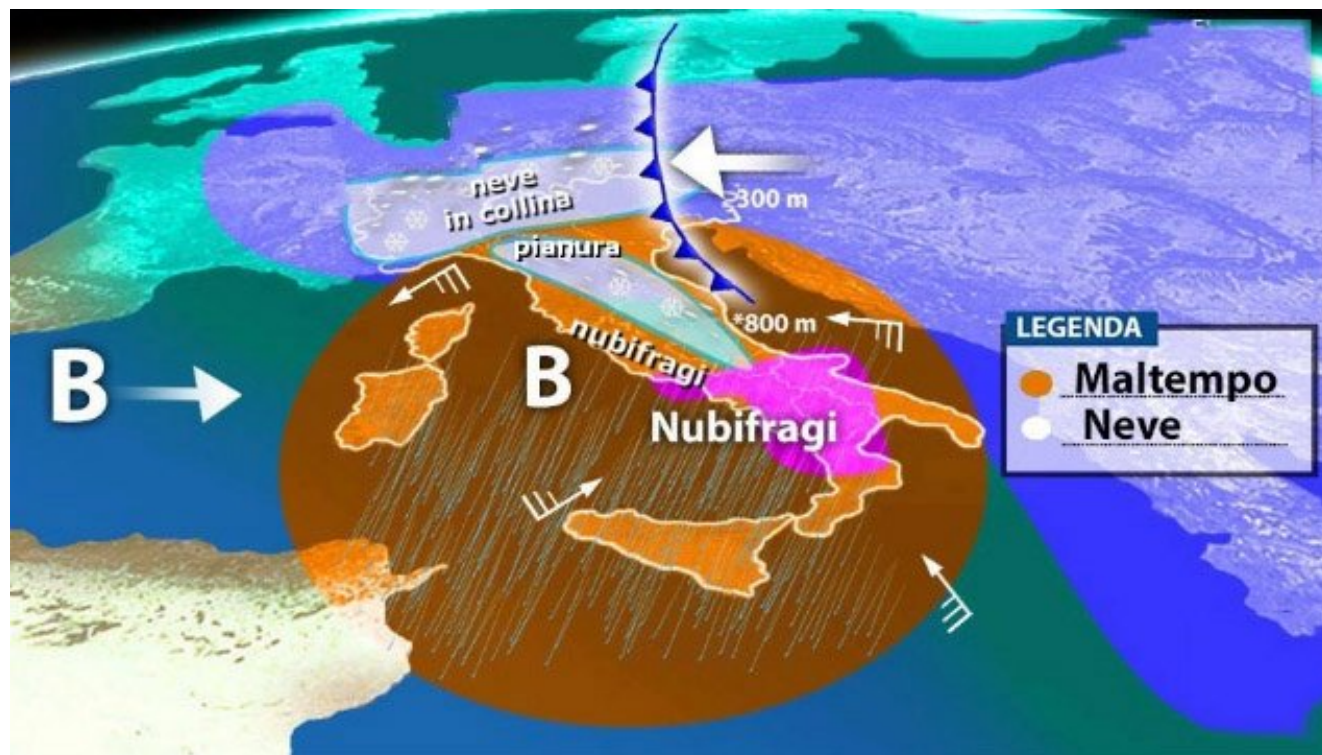 neve
in collina
300 m
pianura
*800 m
nubifragi
B
B
Nubifragi
LEGENDA
Maltempo
Neve